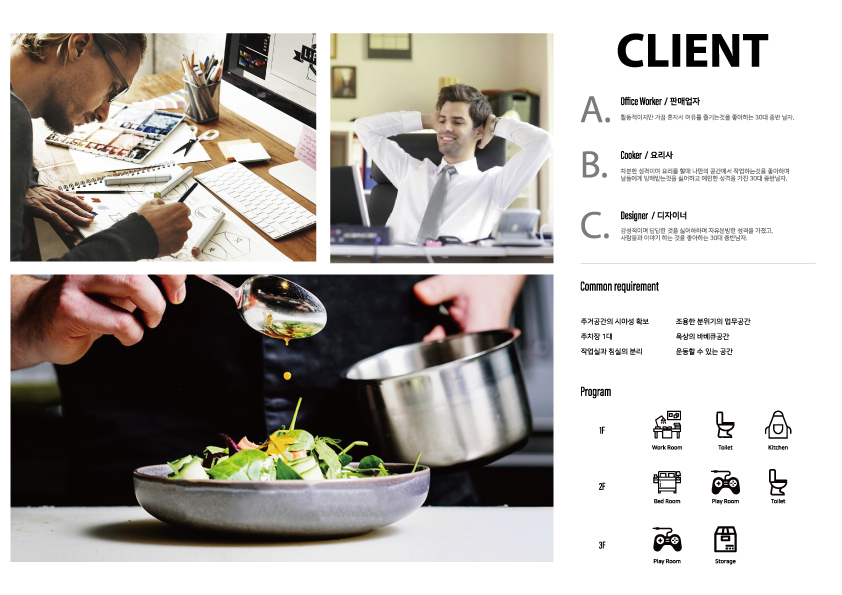 CLIENT
A. Office Worker / 판매업자
활동적이지만 가끔 혼자서 여유를 즐기는것을 좋아하는 30대 중반 남자.
B. Cooker / 요리사
차분한 성격이며 요리를 할때 나만의 공간에서 작업하는것을 좋아하며
남들에게 방해받는것을 싫어하고 예민한 성격을 가진 30대 중반남자.
C. Designer / 디자이너
감성적이며 답답한 것을 싫어하하며 자유분방한 성격을 가졌고,
사람들과 이야기 하는 것을 좋아하는 30대 중반남자.
Common requirement
주거공간의 시야성 확보 조용한 분위기의 업무공간
주차장 1대 옥상의 바베큐공간
작업실과 침실의 분리 운동할 수 있는 공간
Program
1F Work Room Toilet Kitchen
2F Bed Room Play Room Toilet
3F Play Room Storage